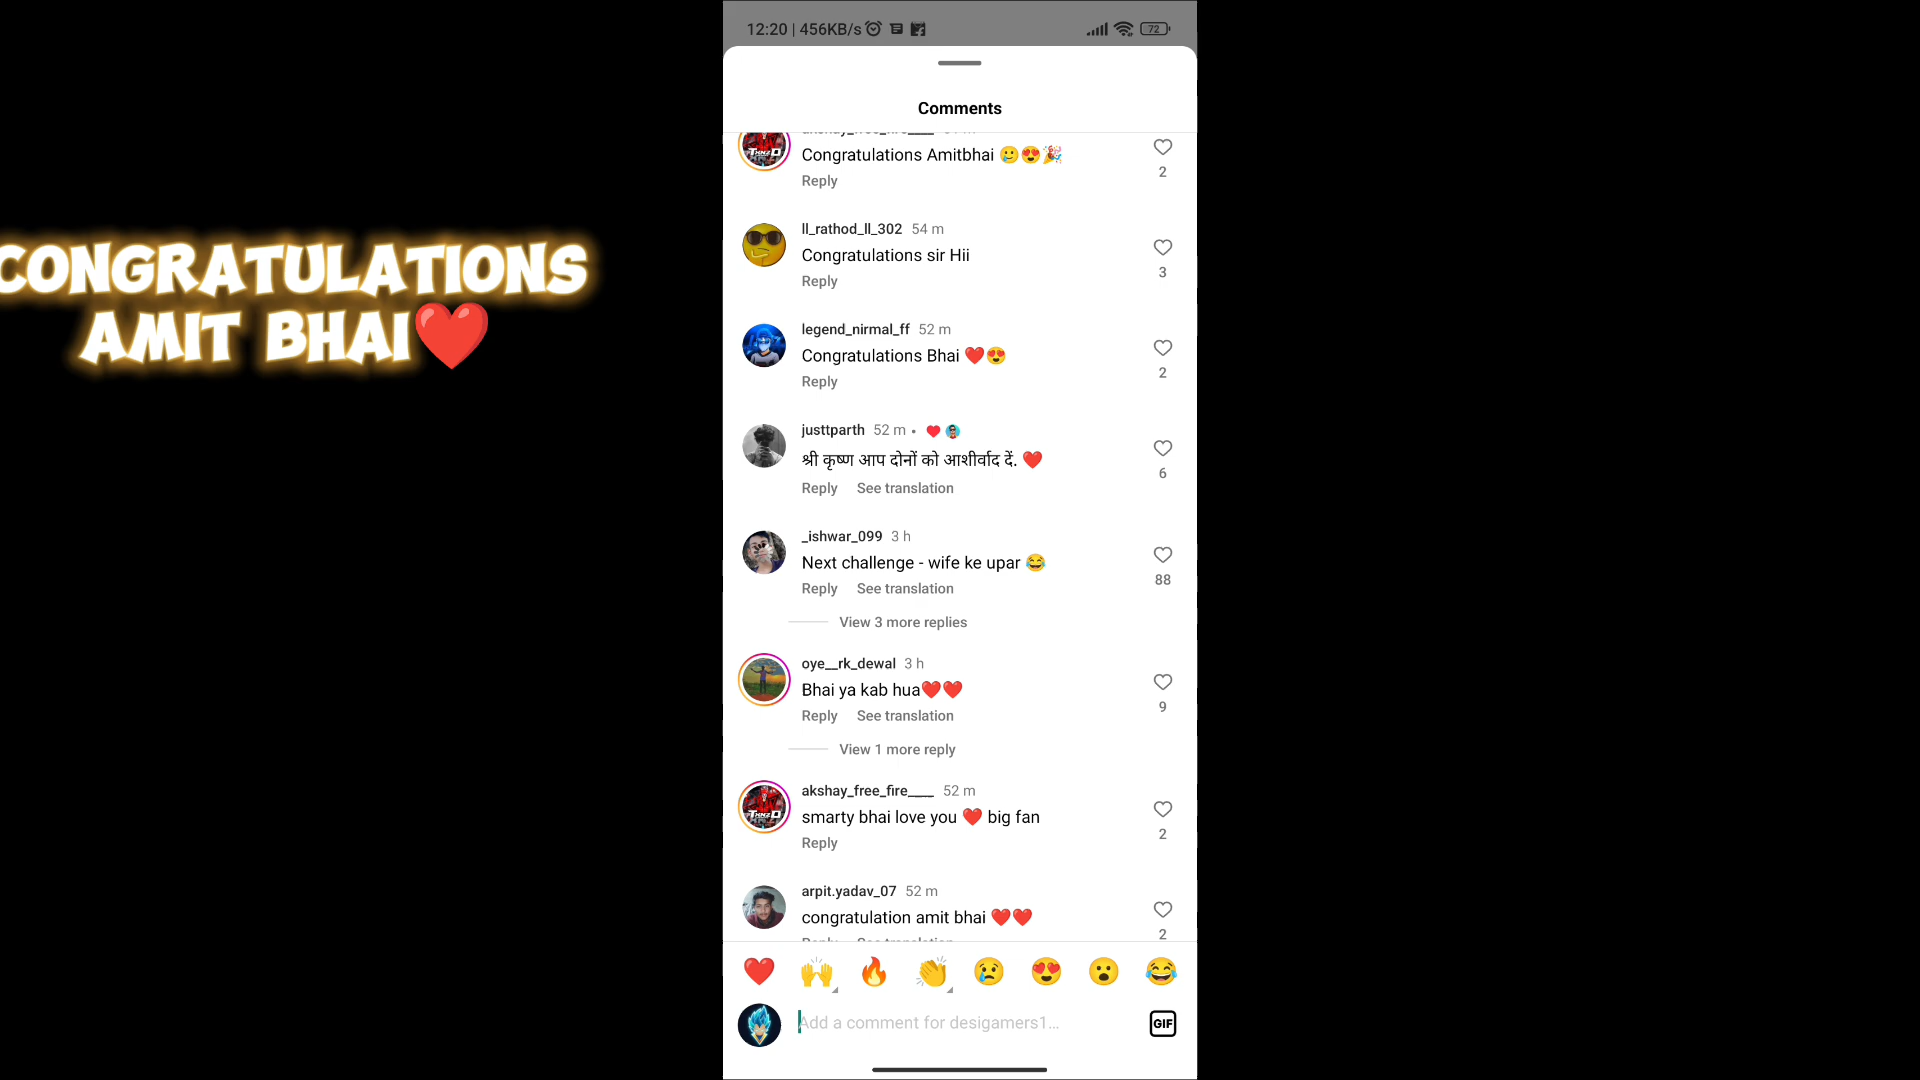 12:20 | 456KB/s
72
Comments
Congratulations Amitbhai 🥲😍🎉
2
Reply
ll_rathod_ll_302 54 m
Congratulations sir Hii
3
Reply
legend_nirmal_ff 52 m
Congratulations Bhai ❤️😍
2
Reply
justtparth 52 m • ❤️
श्री कृष्ण आप दोनों को आशीर्वाद दें. ❤️
6
Reply See translation
_ishwar_099 3 h
Next challenge - wife ke upar 😂
88
Reply See translation
View 3 more replies
oye__rk_dewal 3 h
Bhai ya kab hua❤️❤️
9
Reply See translation
View 1 more reply
akshay_free_fire____ 52 m
smarty bhai love you ❤️ big fan
2
Reply
arpit.yadav_07 52 m
congratulation amit bhai ❤️❤️
2
Reply See translation
❤️ 🙌 🔥 👏 😢 😍 😮 😂
Add a comment for desigamers1...
GIF
CONGRATULATIONS
AMIT BHAI❤️